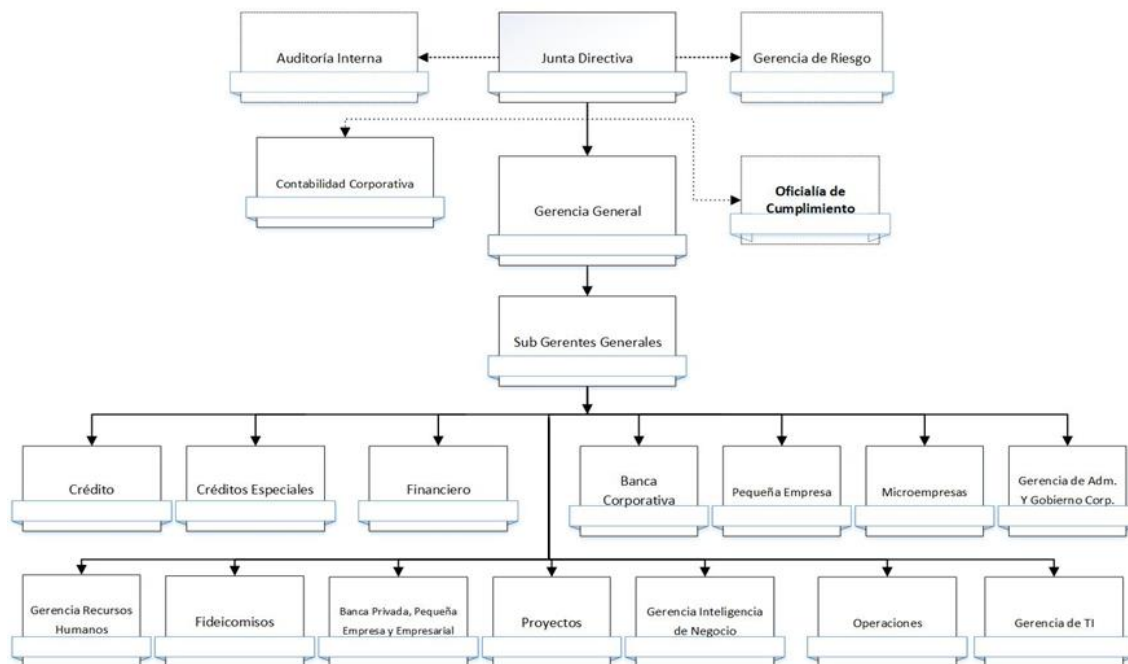 Auditoría Interna
Junta Directiva
Gerencia de Riesgo
Contabilidad Corporativa
Gerencia General
Oficialía de
Cumplimiento
Sub Gerentes Generales
Crédito
Créditos Especiales
Financiero
Banca
Corporativa
Pequeña Empresa
Microempresas
Gerencia de Adm.
Y Gobierno Corp.
Gerencia Recursos
Humanos
Fideicomisos
Banca Privada, Pequeña
Empresa y Empresarial
Proyectos
Gerencia Inteligencia
de Negocio
Operaciones
Gerencia de TI